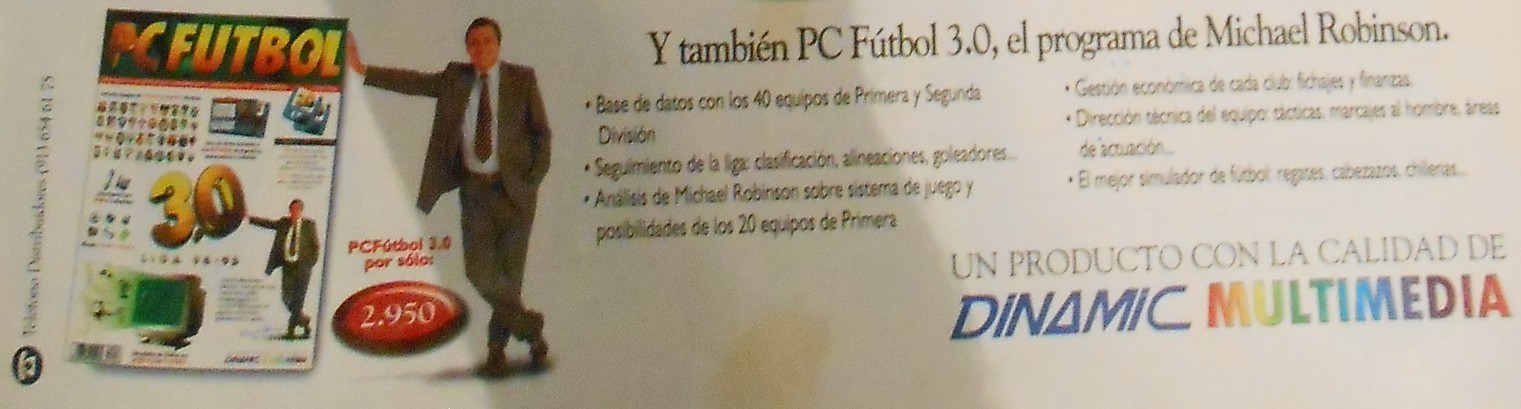 PC FUTBOL
3.0
LIGA 94-95
DINAMIC MULTIMEDIA
PCFútbol 3.0
por sólo:
2.950
Y también PC Fútbol 3.0, el programa de Michael Robinson.
• Base de datos con los 40 equipos de Primera y Segunda
División
• Seguimiento de la liga: clasificación, alineaciones, goleadores...
• Análisis de Michael Robinson sobre sistema de juego y
posibilidades de los 20 equipos de Primera
• Gestión económica de cada club: fichajes y finanzas.
• Dirección técnica del equipo: tácticas, marcajes al hombre, áreas
de actuación...
• El mejor simulador de fútbol: regates, cabezazos, chilenas...
UN PRODUCTO CON LA CALIDAD DE
DINAMIC MULTIMEDIA
Teléfono Distribuidores (91) 654 61 75